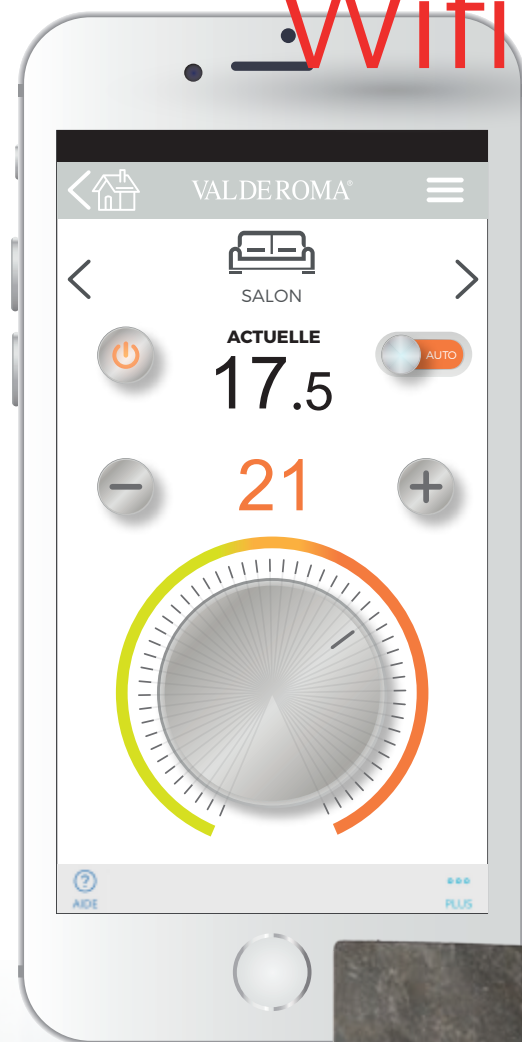 Wifi
VALDEROMA®
SALON
ACTUELLE
AUTO
17.5
21
AIDE
PLUS